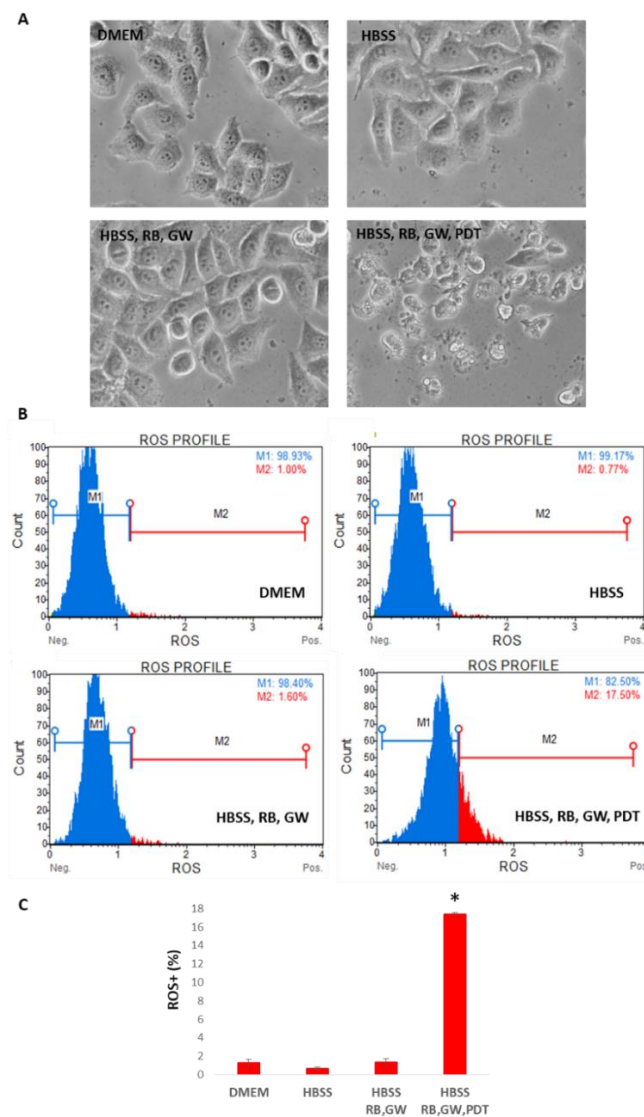 A
DMEM
HBSS
HBSS, RB, GW
HBSS, RB, GW, PDT
B
ROS PROFILE
M1: 98.93%
M2: 1.00%
M1
M2
Count
100
90
80
70
60
50
40
30
20
10
0
0 1 2 3 4
Neg. ROS Pos.
DMEM
ROS PROFILE
M1: 99.17%
M2: 0.77%
M1
M2
Count
100
90
80
70
60
50
40
30
20
10
0
0 1 2 3 4
Neg. ROS Pos.
HBSS
ROS PROFILE
M1: 98.40%
M2: 1.60%
M1
M2
Count
100
90
80
70
60
50
40
30
20
10
0
0 1 2 3 4
Neg. ROS Pos.
HBSS, RB, GW
ROS PROFILE
M1: 82.50%
M2: 17.50%
M1
M2
Count
100
90
80
70
60
50
40
30
20
10
0
0 1 2 3
Neg. ROS Pos.
HBSS, RB, GW, PDT
C
ROS+ (%)
18
16
14
12
10
8
6
4
2
0
*
DMEM HBSS HBSS HBSS
RB,GW RB,GW,PDT